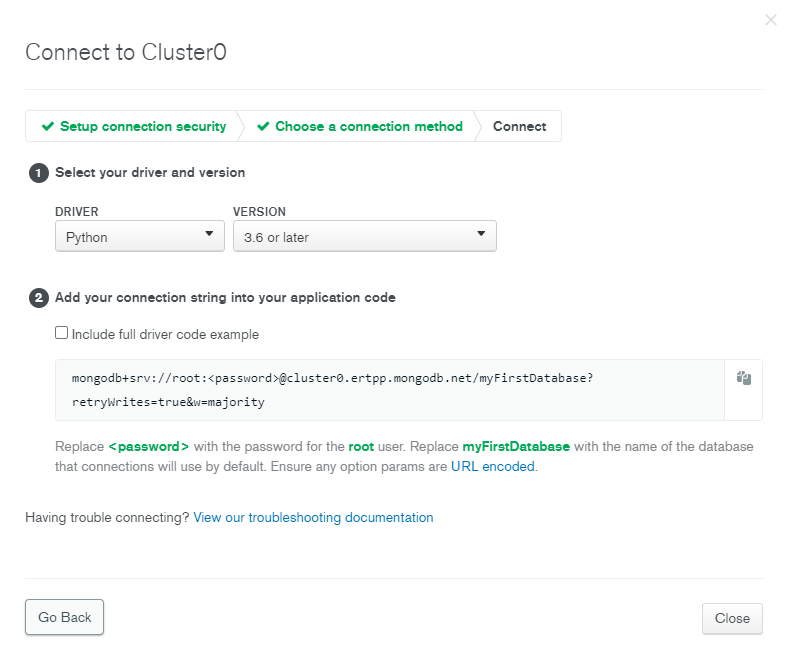 ×
Connect to Cluster0
✔ Setup connection security ✔ Choose a connection method Connect
1 Select your driver and version
DRIVER VERSION
Python 3.6 or later
2 Add your connection string into your application code
Include full driver code example
mongodb+srv://root:<password>@cluster0.ertpp.mongodb.net/myFirstDatabase?
retryWrites=true&w=majority
Replace <password> with the password for the root user. Replace myFirstDatabase with the name of the database
that connections will use by default. Ensure any option params are URL encoded.
Having trouble connecting? View our troubleshooting documentation
Go Back Close